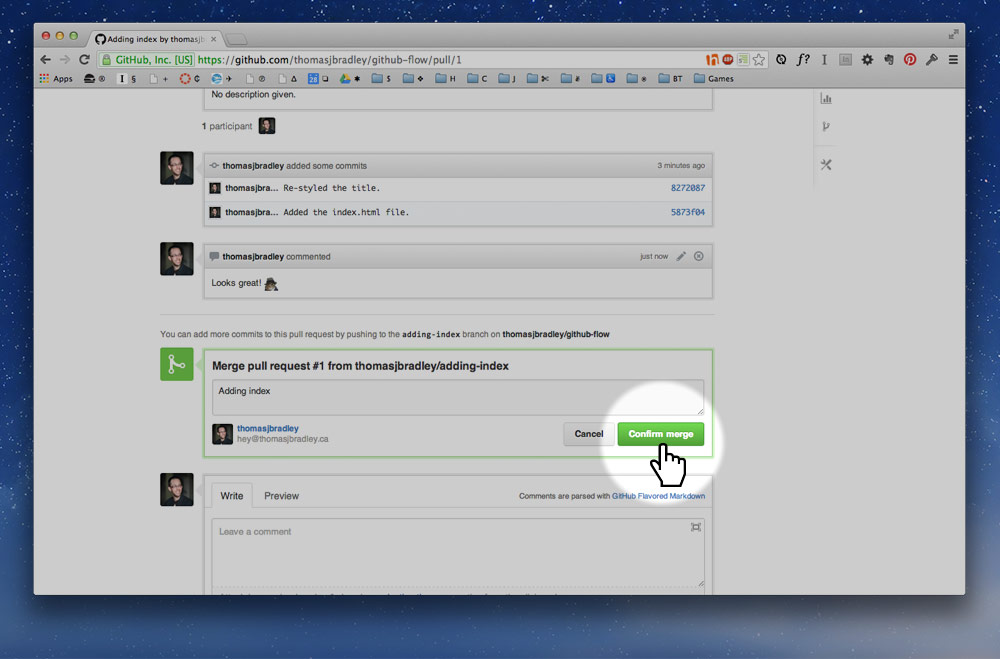 Adding index by thomasj
GitHub, Inc. [US] https://github.com/thomasjbradley/github-flow/pull/1
Apps § 28 S H C J BT Games
No description given.
1 participant
thomasjbradley added some commits 3 minutes ago
thomasjbra... Re-styled the title. 8272087
thomasjbra... Added the index.html file. 5873f04
thomasjbradley commented just now
Looks great!
You can add more commits to this pull request by pushing to the adding-index branch on thomasjbradley/github-flow
Merge pull request #1 from thomasjbradley/adding-index
Adding index
thomasjbradley
hey@thomasjbradley.ca
Cancel Confirm merge
Write Preview Comments are parsed with GitHub Flavored Markdown
Leave a comment